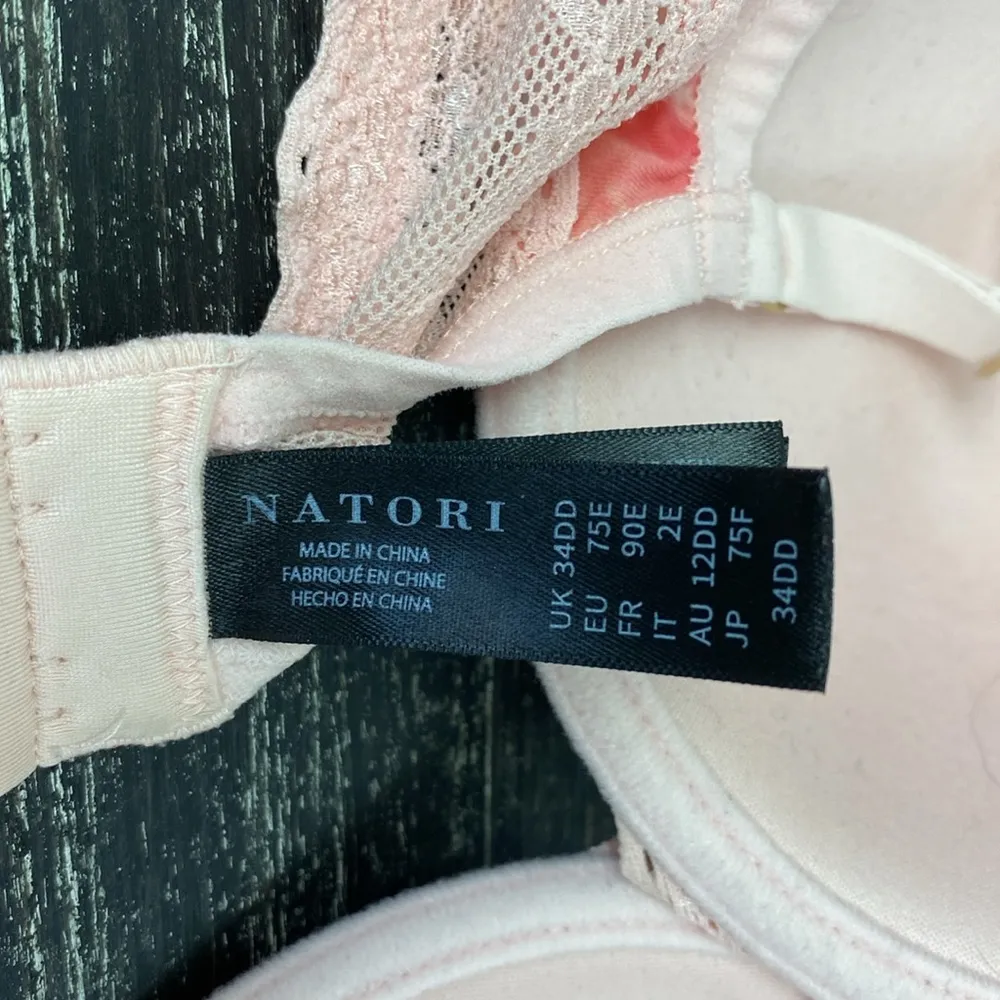 NATORI
MADE IN CHINA
FABRIQUÉ EN CHINE
HECHO EN CHINA
UK 34DD
EU 75E
FR 90E
IT 2E
AU 12DD
JP 75F
34DD